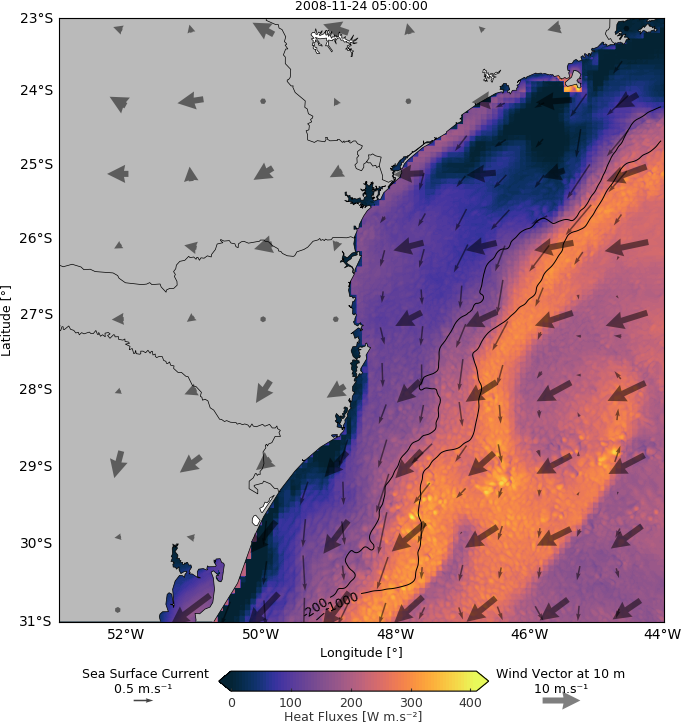 2008-11-24 05:00:00
23°S
24°S
25°S
26°S
27°S
28°S
29°S
30°S
31°S
Latitude [°]
200
1000
52°W 50°W 48°W 46°W 44°W
Longitude [°]
Sea Surface Current
0.5 m.s⁻¹
Wind Vector at 10 m
10 m.s⁻¹
0 100 200 300 400
Heat Fluxes [W m.s⁻²]